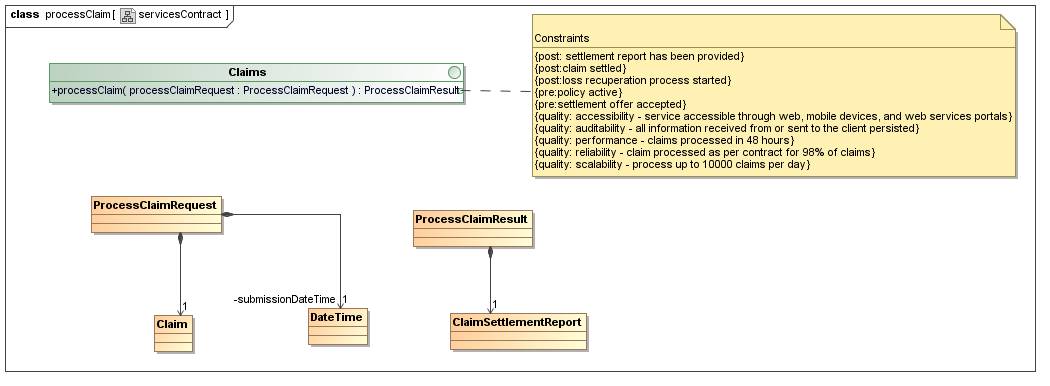 class processClaim[ servicesContract ]
Claims
+processClaim( processClaimRequest : ProcessClaimRequest ) : ProcessClaimResult
Constraints
{post: settlement report has been provided}
{post:claim settled}
{post:loss recuperation process started}
{pre:policy active}
{pre:settlement offer accepted}
{quality: accessibility - service accessible through web, mobile devices, and web services portals}
{quality: auditability - all information received from or sent to the client persisted}
{quality: performance - claims processed in 48 hours}
{quality: reliability - claim processed as per contract for 98% of claims}
{quality: scalability - process up to 10000 claims per day}
ProcessClaimRequest
ProcessClaimResult
1
-submissionDateTime 1
1
Claim
DateTime
ClaimSettlementReport